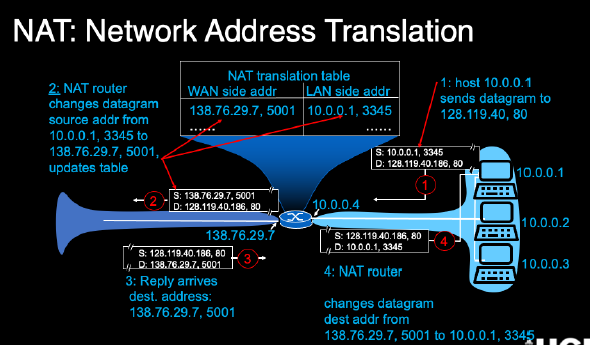 NAT: Network Address Translation
2: NAT router
changes datagram
source addr from
10.0.0.1, 3345 to
138.76.29.7, 5001,
updates table
NAT translation table
WAN side addr LAN side addr
138.76.29.7, 5001 10.0.0.1, 3345
...... ......
1: host 10.0.0.1
sends datagram to
128.119.40, 80
S: 10.0.0.1, 3345
D: 128.119.40.186, 80
1
10.0.0.1
S: 138.76.29.7, 5001
D: 128.119.40.186, 80
2
10.0.0.4
10.0.0.2
138.76.29.7
S: 128.119.40.186, 80
D: 10.0.0.1, 3345
4
S: 128.119.40.186, 80
D: 138.76.29.7, 5001
3
10.0.0.3
3: Reply arrives
dest. address:
138.76.29.7, 5001
4: NAT router
changes datagram
dest addr from
138.76.29.7, 5001 to 10.0.0.1, 3345